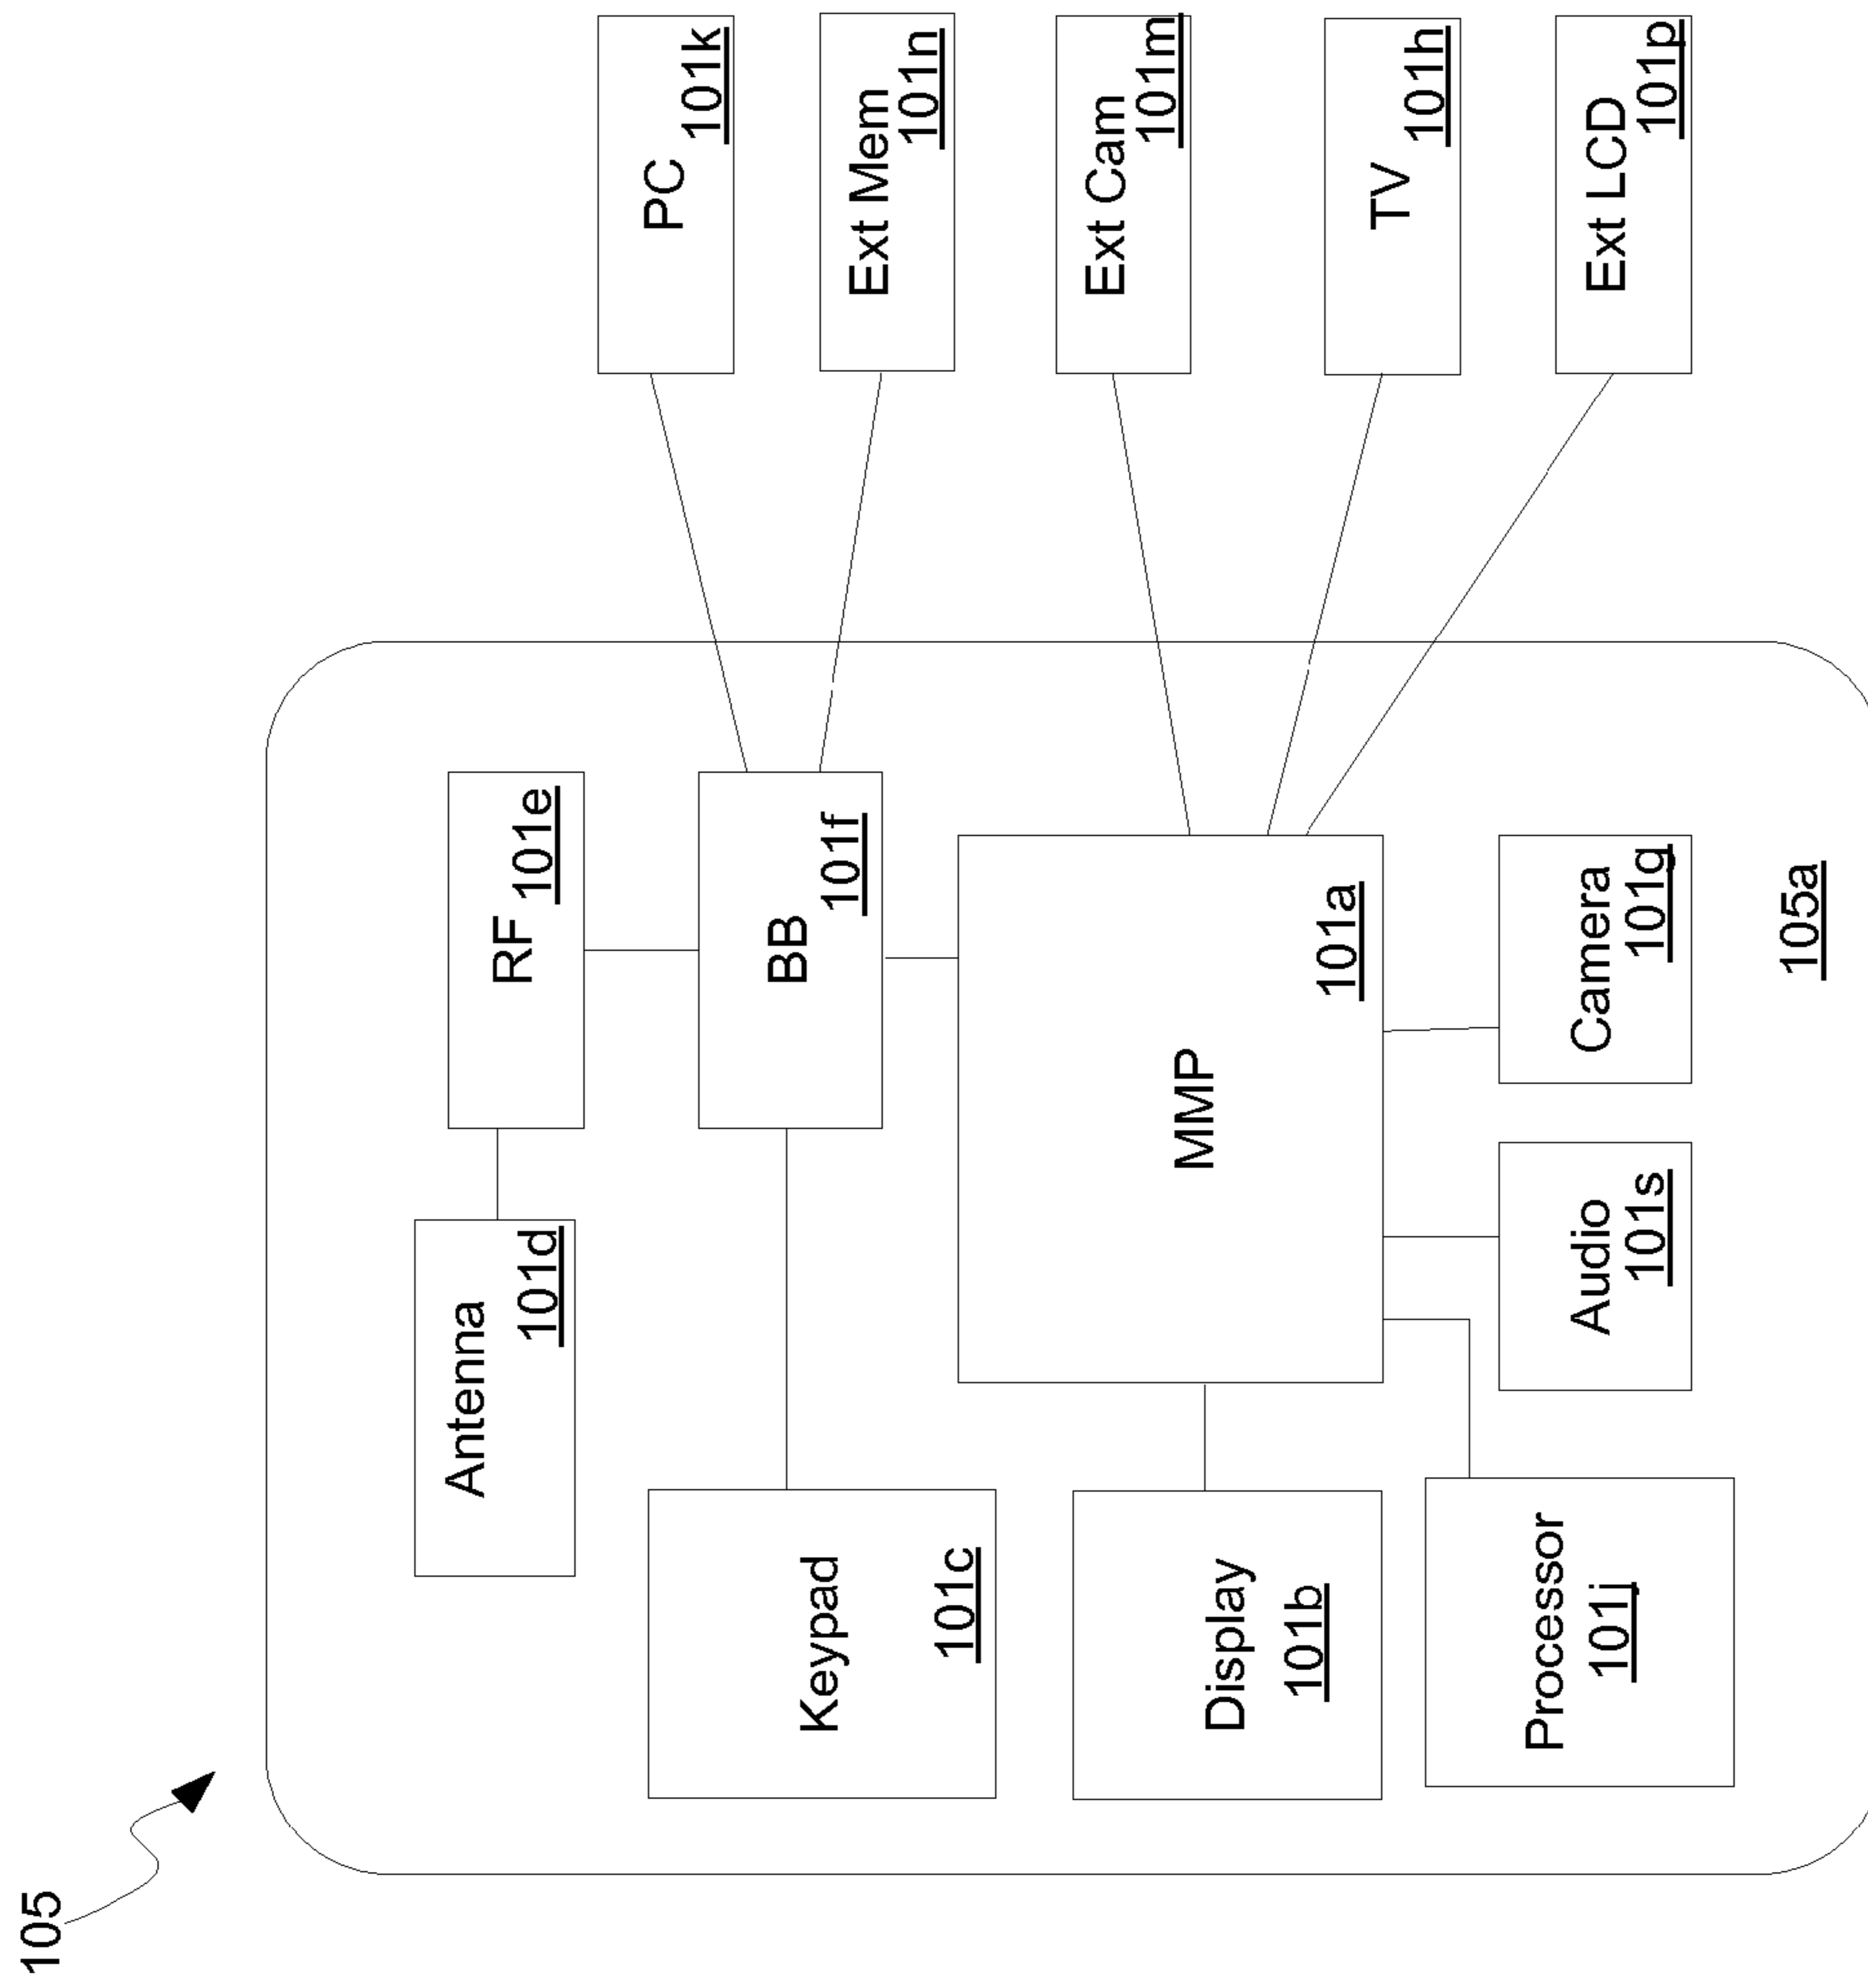 105
Antenna
101d
RF
101e
PC
101k
Keypad
101c
BB
101f
Ext Mem
101n
MMP
101a
Ext Cam
101m
Display
101b
TV
101h
Processor
101j
Audio
101s
Camera
101g
Ext LCD
101p
105a